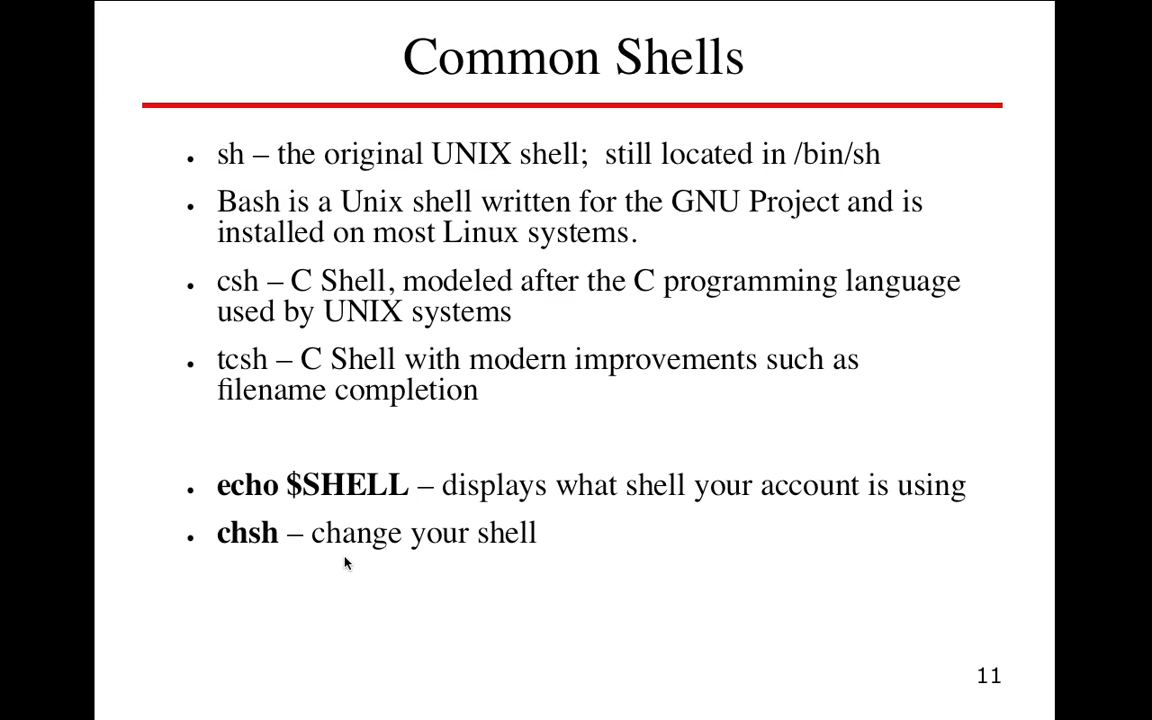 Common Shells
• sh – the original UNIX shell;  still located in /bin/sh
• Bash is a Unix shell written for the GNU Project and is
installed on most Linux systems.
• csh – C Shell, modeled after the C programming language
used by UNIX systems
• tcsh – C Shell with modern improvements such as
filename completion
• echo $SHELL – displays what shell your account is using
• chsh – change your shell
11